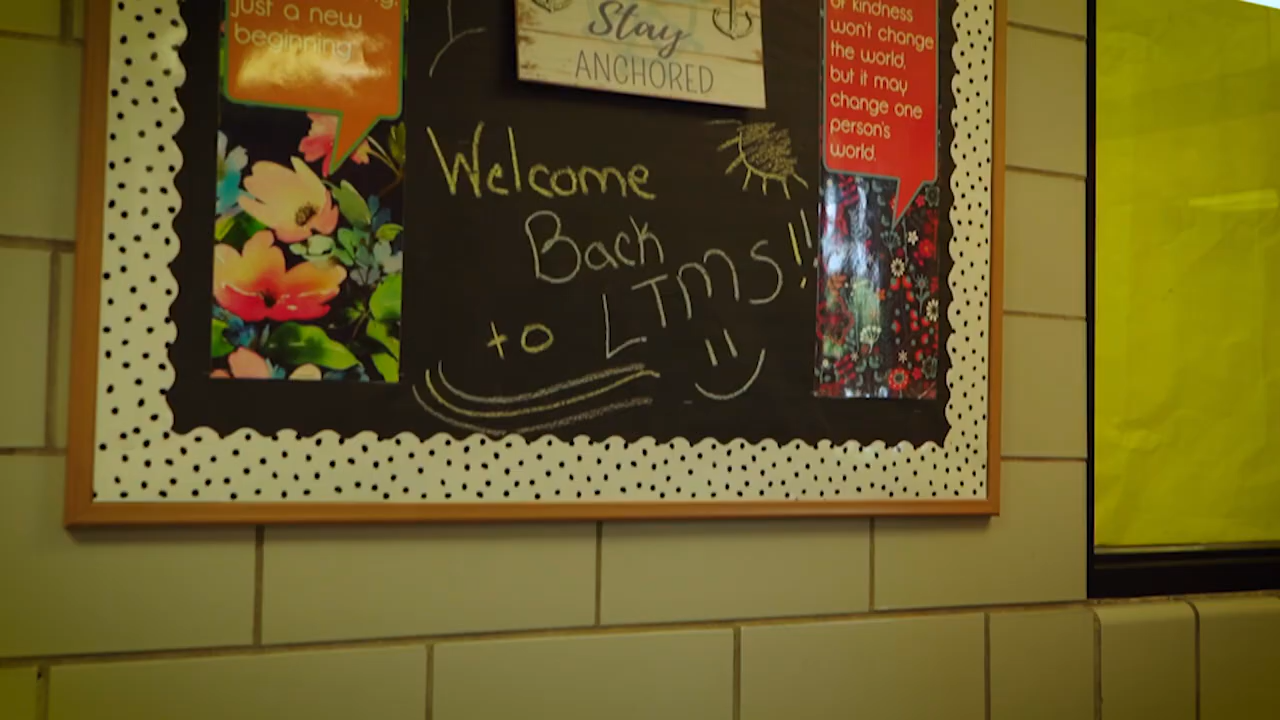 just a new
beginning
Stay
ANCHORED
of kindness
won't change
the world,
but it may
change one
person's
world.
Welcome
Back
to LTMS!!